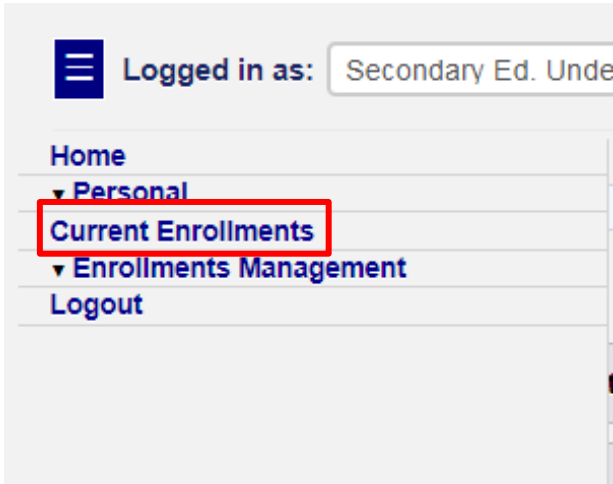 Logged in as: Secondary Ed. Unde
Home
▾ Personal
Current Enrollments
▾ Enrollments Management
Logout